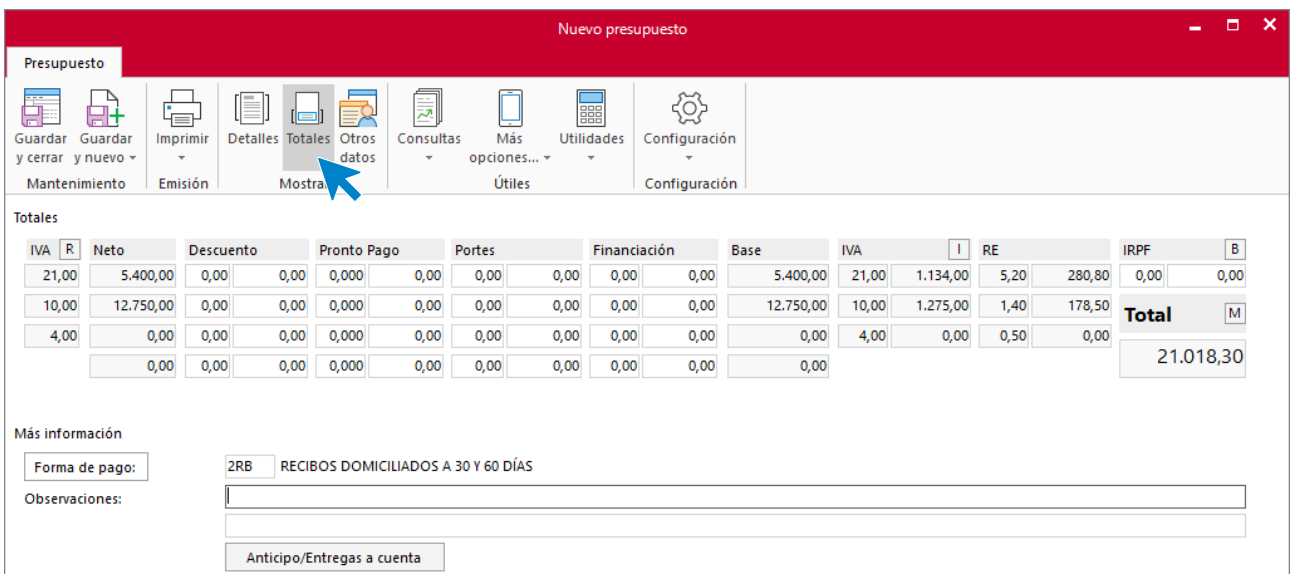 Nuevo presupuesto
Presupuesto
Guardar y cerrar
Guardar y nuevo
Imprimir
Detalles
Totales
Otros datos
Consultas
Más opciones...
Utilidades
Configuración
Mantenimiento
Emisión
Mostra
Útiles
Configuración
Totales
IVA R Neto Descuento Pronto Pago Portes Financiación Base IVA I RE IRPF B
21,00 5.400,00 0,00 0,00 0,000 0,00 0,00 0,00 0,00 0,00 5.400,00 21,00 1.134,00 5,20 280,80 0,00 0,00
10,00 12.750,00 0,00 0,00 0,000 0,00 0,00 0,00 0,00 0,00 12.750,00 10,00 1.275,00 1,40 178,50 Total M
4,00 0,00 0,00 0,00 0,000 0,00 0,00 0,00 0,00 0,00 0,00 4,00 0,00 0,50 0,00
0,00 0,00 0,00 0,000 0,00 0,00 0,00 0,00 0,00 0,00 21.018,30
Más información
Forma de pago: 2RB RECIBOS DOMICILIADOS A 30 Y 60 DÍAS
Observaciones:
Anticipo/Entregas a cuenta